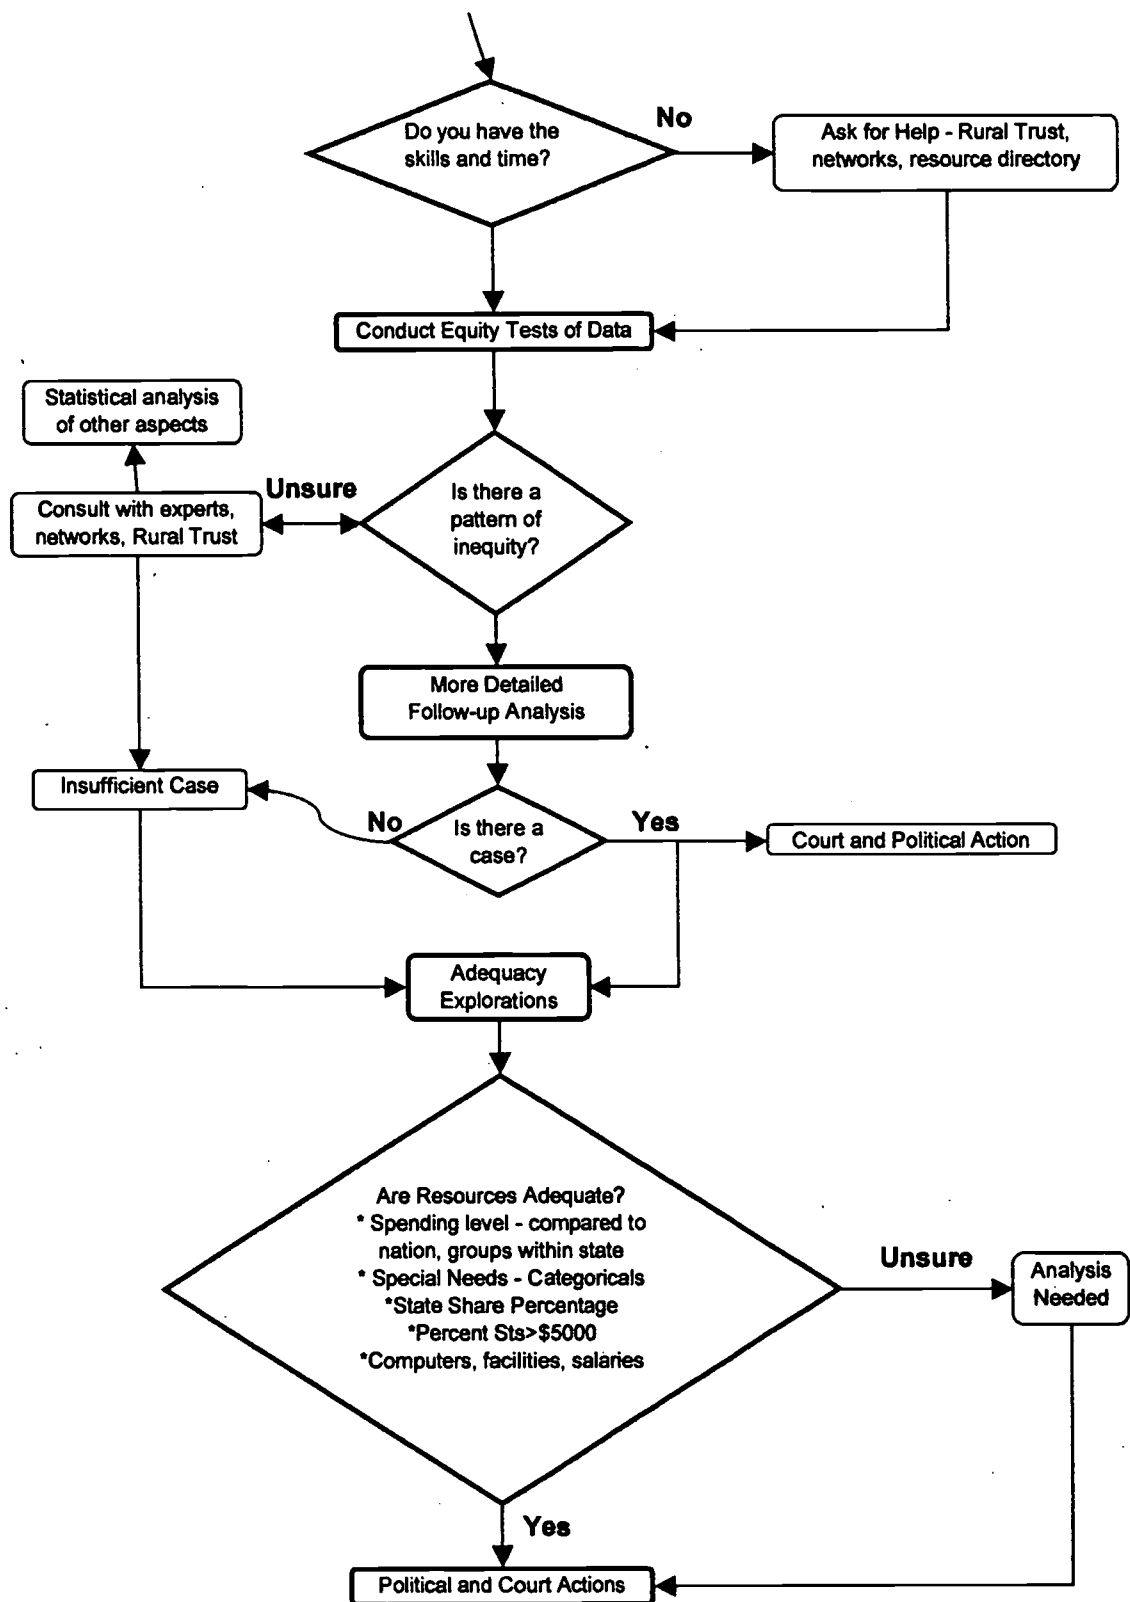 Do you have the
skills and time?
No
Ask for Help - Rural Trust,
networks, resource directory
Conduct Equity Tests of Data
Statistical analysis
of other aspects
Consult with experts,
networks, Rural Trust
Unsure
Is there a
pattern of
inequity?
More Detailed
Follow-up Analysis
Insufficient Case
No
Is there a
case?
Yes
Court and Political Action
Adequacy
Explorations
Are Resources Adequate?
* Spending level - compared to
nation, groups within state
* Special Needs - Categoricals
*State Share Percentage
*Percent Sts>$5000
*Computers, facilities, salaries
Unsure
Analysis
Needed
Yes
Political and Court Actions